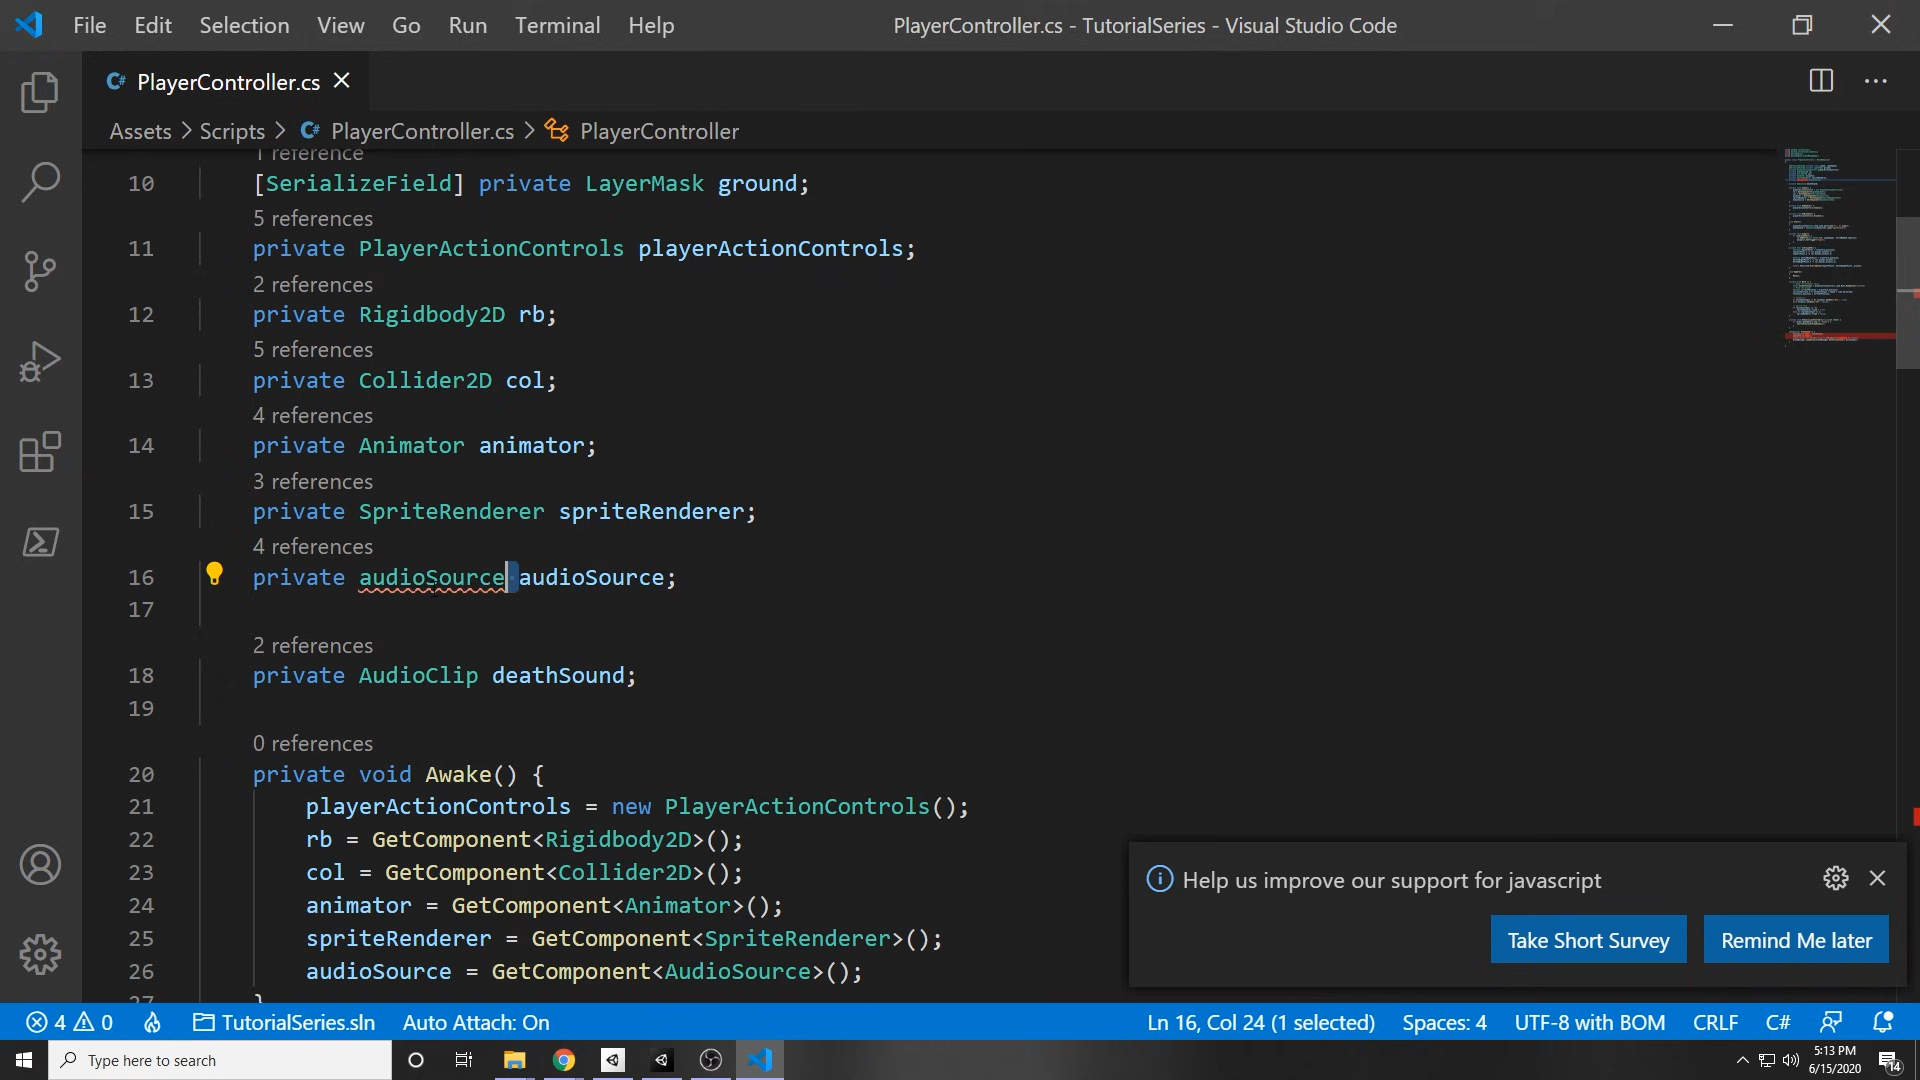 File Edit Selection View Go Run Terminal Help PlayerController.cs - TutorialSeries - Visual Studio Code
C# PlayerController.cs
Assets > Scripts > C# PlayerController.cs > PlayerController
1 reference
10 [SerializeField] private LayerMask ground;
5 references
11 private PlayerActionControls playerActionControls;
2 references
12 private Rigidbody2D rb;
5 references
13 private Collider2D col;
4 references
14 private Animator animator;
3 references
15 private SpriteRenderer spriteRenderer;
4 references
16 private audioSource audioSource;
17
2 references
18 private AudioClip deathSound;
19
0 references
20 private void Awake() {
21 playerActionControls = new PlayerActionControls();
22 rb = GetComponent<Rigidbody2D>();
23 col = GetComponent<Collider2D>();
24 animator = GetComponent<Animator>();
25 spriteRenderer = GetComponent<SpriteRenderer>();
26 audioSource = GetComponent<AudioSource>();
27 }
Help us improve our support for javascript
Take Short Survey Remind Me later
4 0 TutorialSeries.sln Auto Attach: On Ln 16, Col 24 (1 selected) Spaces: 4 UTF-8 with BOM CRLF C#
Type here to search
5:13 PM
6/15/2020
14